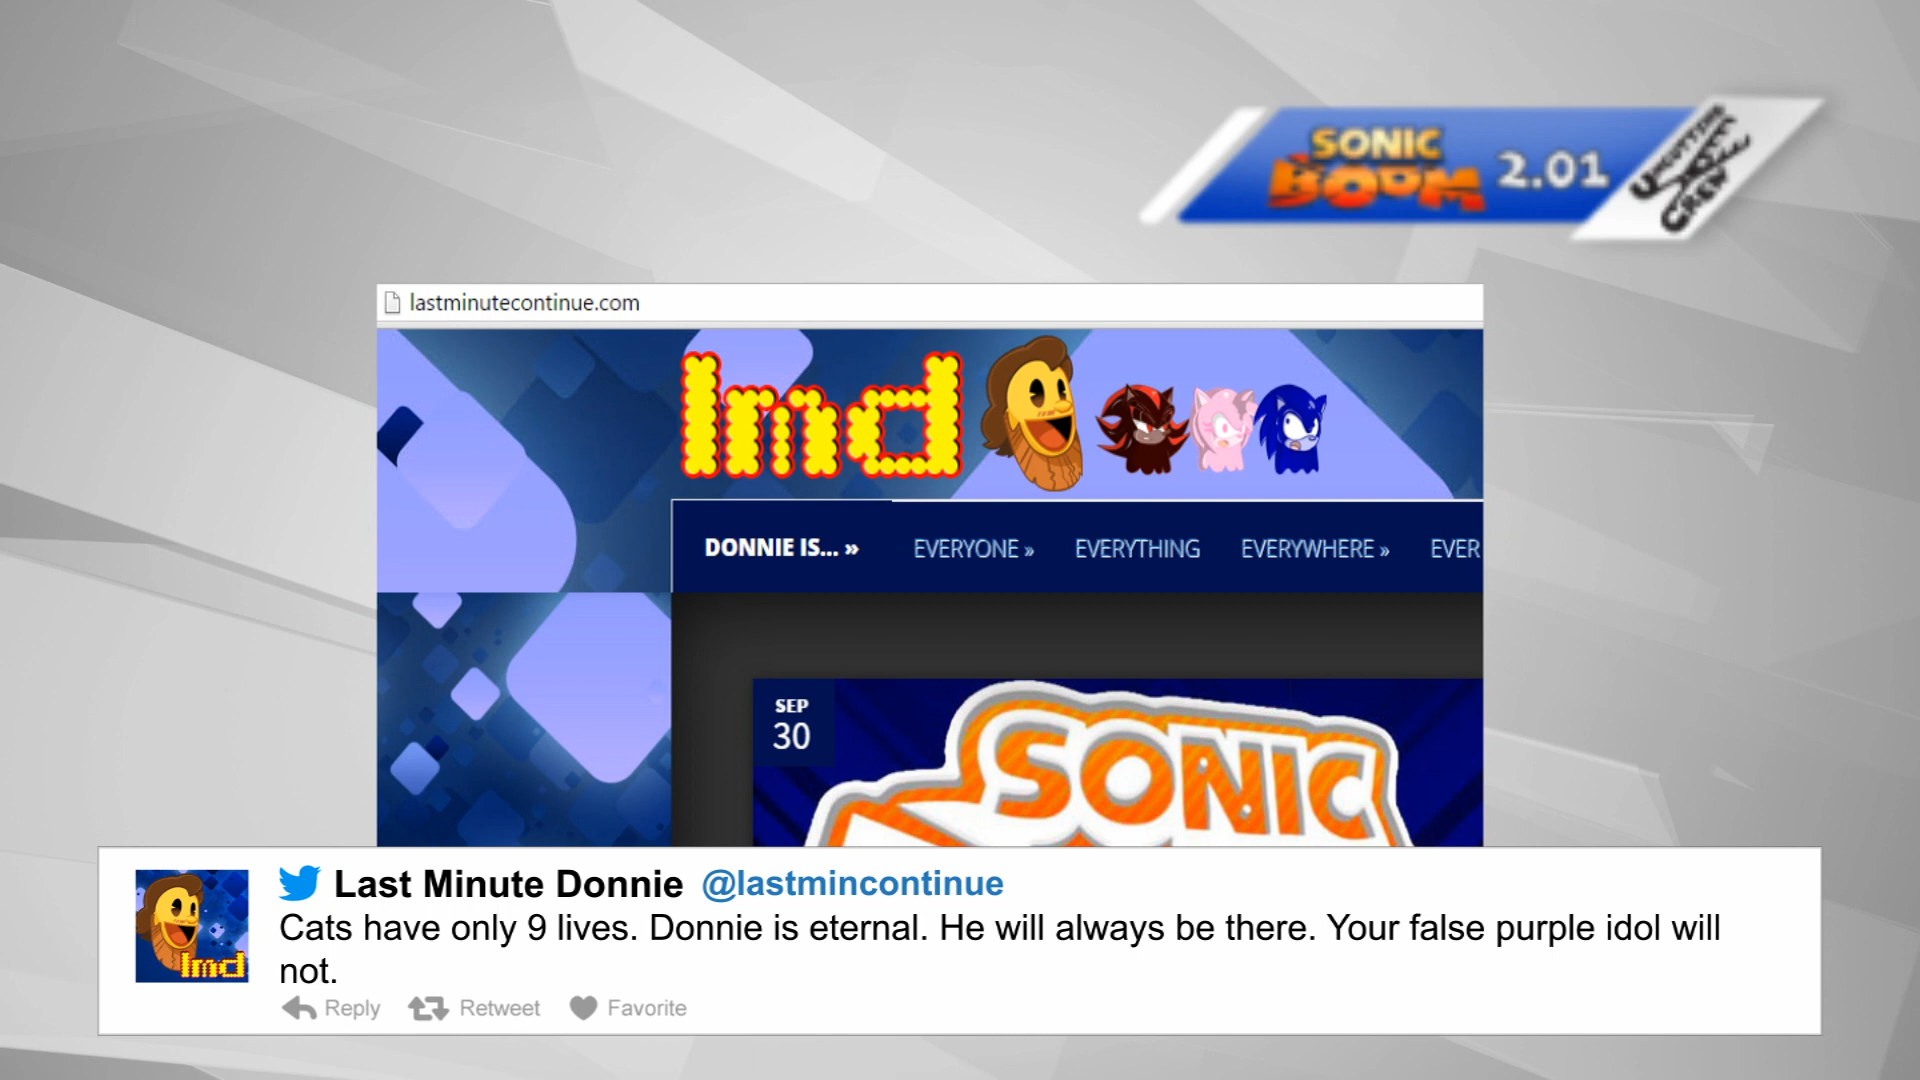 SONIC
BOOM
2.01
lastminutecontinue.com
lmd
DONNIE IS... » EVERYONE » EVERYTHING EVERYWHERE » EVER
SEP
30
SONIC
Last Minute Donnie @lastmincontinue
Cats have only 9 lives. Donnie is eternal. He will always be there. Your false purple idol will
not.
lmd
Reply Retweet Favorite